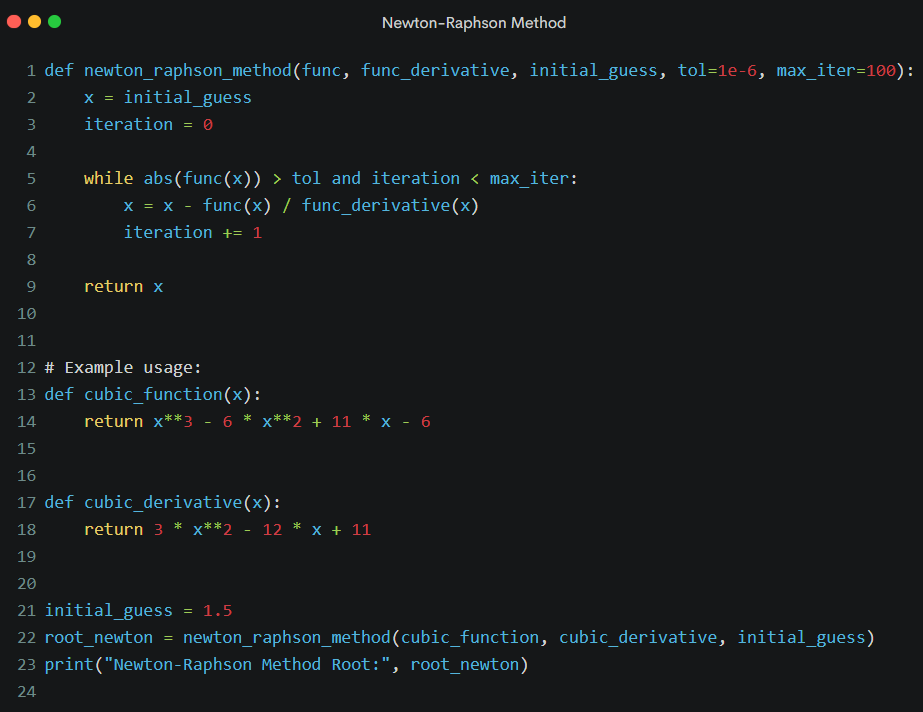 Newton-Raphson Method
1 def newton_raphson_method(func, func_derivative, initial_guess, tol=1e-6, max_iter=100):
2     x = initial_guess
3     iteration = 0
4
5     while abs(func(x)) > tol and iteration < max_iter:
6         x = x - func(x) / func_derivative(x)
7         iteration += 1
8
9     return x
10
11
12 # Example usage:
13 def cubic_function(x):
14     return x**3 - 6 * x**2 + 11 * x - 6
15
16
17 def cubic_derivative(x):
18     return 3 * x**2 - 12 * x + 11
19
20
21 initial_guess = 1.5
22 root_newton = newton_raphson_method(cubic_function, cubic_derivative, initial_guess)
23 print("Newton-Raphson Method Root:", root_newton)
24